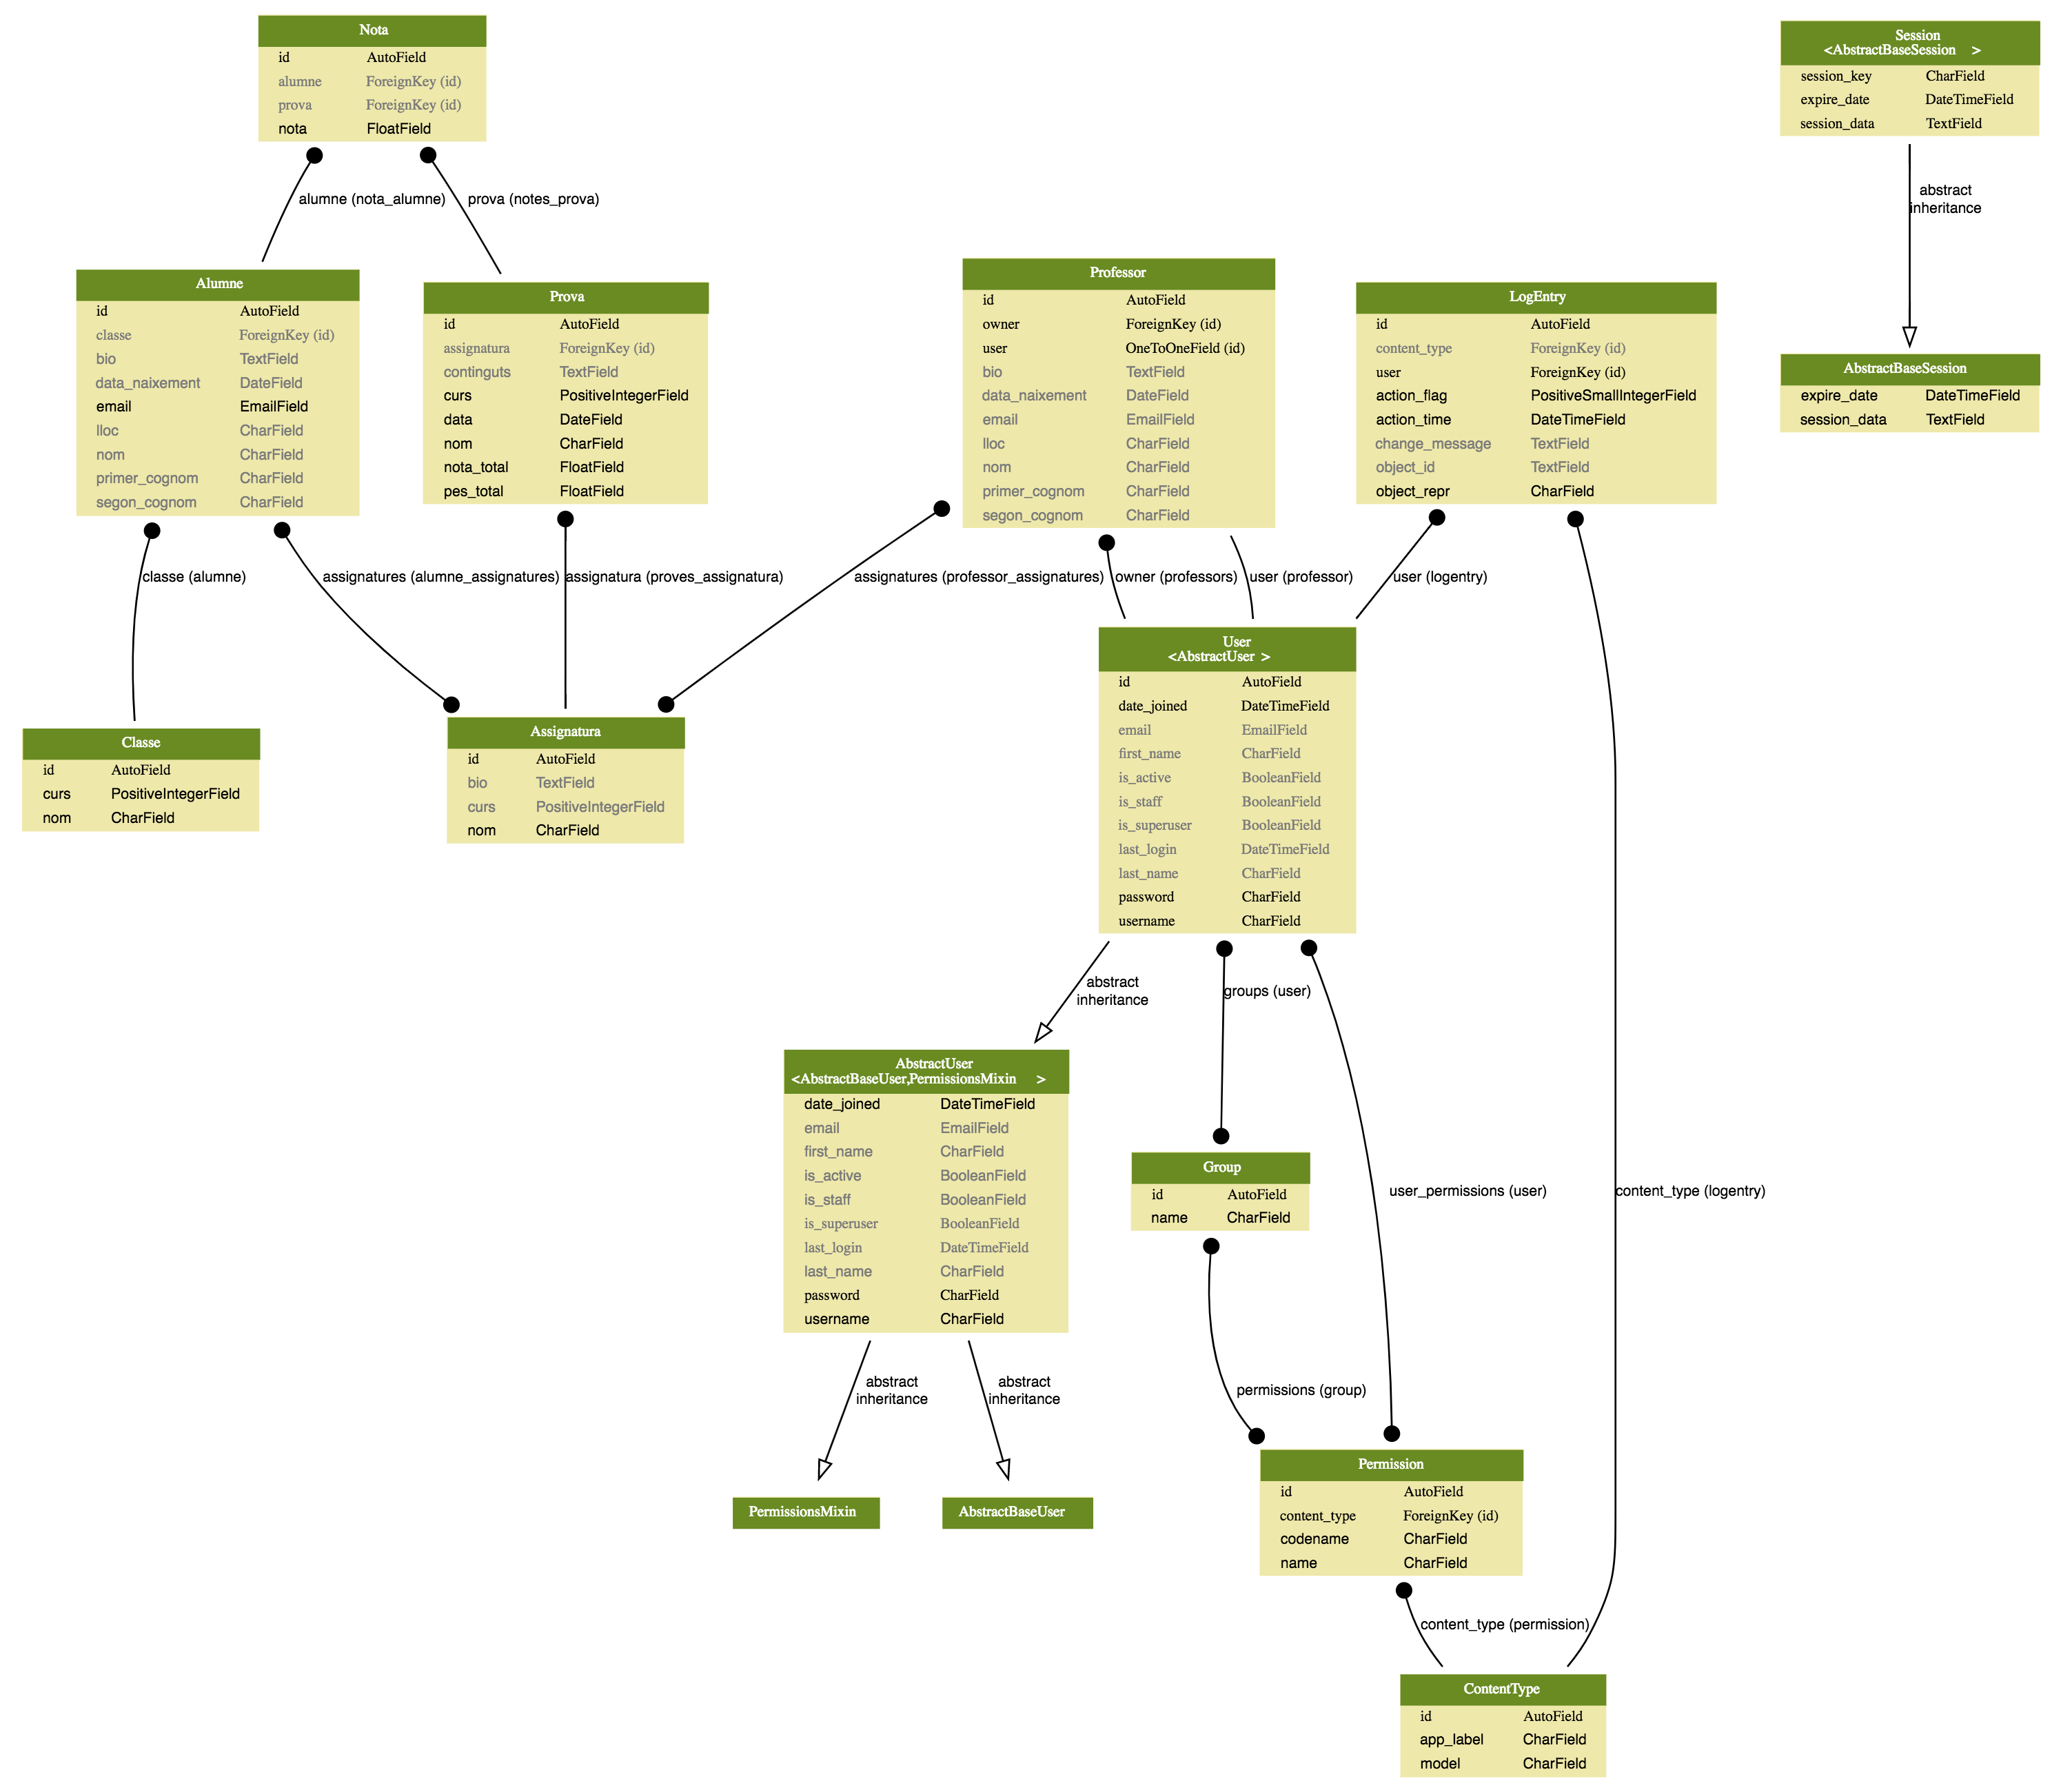 Nota
id AutoField
alumne ForeignKey (id)
prova ForeignKey (id)
nota FloatField
alumne (nota_alumne)
prova (notes_prova)
Session
<AbstractBaseSession >
session_key CharField
expire_date DateTimeField
session_data TextField
abstract
inheritance
AbstractBaseSession
expire_date DateTimeField
session_data TextField
Alumne
id AutoField
classe ForeignKey (id)
bio TextField
data_naixement DateField
email EmailField
lloc CharField
nom CharField
primer_cognom CharField
segon_cognom CharField
Prova
id AutoField
assignatura ForeignKey (id)
continguts TextField
curs PositiveIntegerField
data DateField
nom CharField
nota_total FloatField
pes_total FloatField
Professor
id AutoField
owner ForeignKey (id)
user OneToOneField (id)
bio TextField
data_naixement DateField
email EmailField
lloc CharField
nom CharField
primer_cognom CharField
segon_cognom CharField
LogEntry
id AutoField
content_type ForeignKey (id)
user ForeignKey (id)
action_flag PositiveSmallIntegerField
action_time DateTimeField
change_message TextField
object_id TextField
object_repr CharField
classe (alumne)
assignatures (alumne_assignatures)
assignatura (proves_assignatura)
assignatures (professor_assignatures)
owner (professors)
user (professor)
user (logentry)
Classe
id AutoField
curs PositiveIntegerField
nom CharField
Assignatura
id AutoField
bio TextField
curs PositiveIntegerField
nom CharField
User
<AbstractUser >
id AutoField
date_joined DateTimeField
email EmailField
first_name CharField
is_active BooleanField
is_staff BooleanField
is_superuser BooleanField
last_login DateTimeField
last_name CharField
password CharField
username CharField
abstract
inheritance
groups (user)
AbstractUser
<AbstractBaseUser,PermissionsMixin >
date_joined DateTimeField
email EmailField
first_name CharField
is_active BooleanField
is_staff BooleanField
is_superuser BooleanField
last_login DateTimeField
last_name CharField
password CharField
username CharField
Group
id AutoField
name CharField
user_permissions (user)
content_type (logentry)
abstract
inheritance
abstract
inheritance
permissions (group)
PermissionsMixin
AbstractBaseUser
Permission
id AutoField
content_type ForeignKey (id)
codename CharField
name CharField
content_type (permission)
ContentType
id AutoField
app_label CharField
model CharField